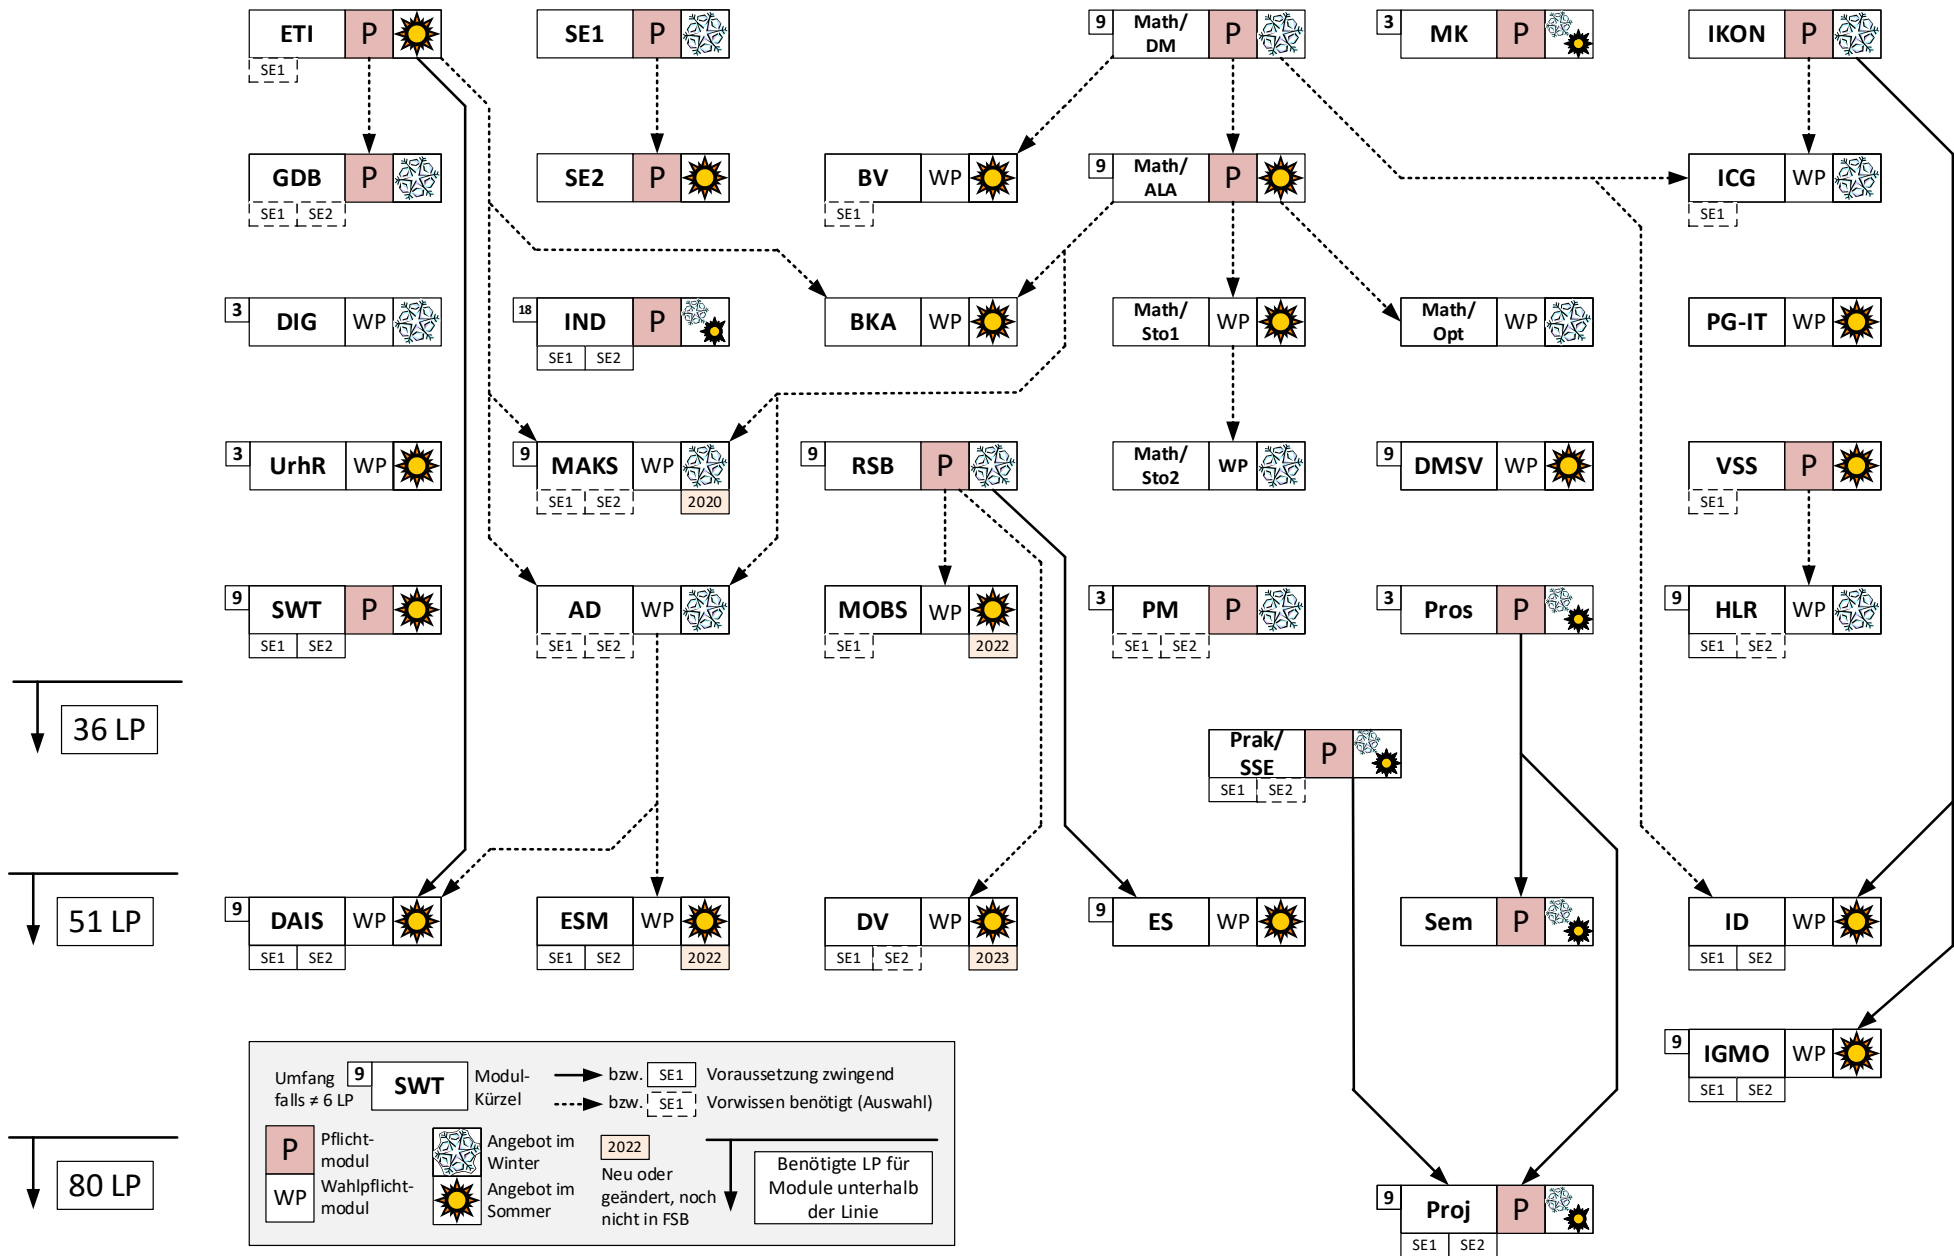 ETI P
SE1
SE1 P
9 Math/
DM P
3 MK P
IKON P
GDB P
SE1 SE2
SE2 P
BV WP
SE1
9 Math/
ALA P
ICG WP
SE1
3 DIG WP
18 IND P
SE1 SE2
BKA WP
Math/
Sto1 WP
Math/
Opt WP
PG-IT WP
3 UrhR WP
9 MAKS WP
SE1 SE2 2020
9 RSB P
Math/
Sto2 WP
9 DMSV WP
VSS P
SE1
9 SWT P
SE1 SE2
AD WP
SE1 SE2
MOBS WP
SE1 2022
3 PM P
SE1 SE2
3 Pros P
9 HLR WP
SE1 SE2
36 LP
Prak/
SSE P
SE1 SE2
51 LP
9 DAIS WP
SE1 SE2
ESM WP
SE1 SE2 2022
DV WP
SE1 SE2 2023
9 ES WP
Sem P
ID WP
SE1 SE2
9 IGMO WP
SE1 SE2
80 LP
9 Proj P
SE1 SE2
Umfang
falls ≠ 6 LP
9 SWT
Modul-
Kürzel
bzw. SE1 Voraussetzung zwingend
bzw. SE1 Vorwissen benötigt (Auswahl)
P Pflicht-
modul
WP Wahlpflicht-
modul
Angebot im
Winter
Angebot im
Sommer
2022
Neu oder
geändert, noch
nicht in FSB
Benötigte LP für
Module unterhalb
der Linie